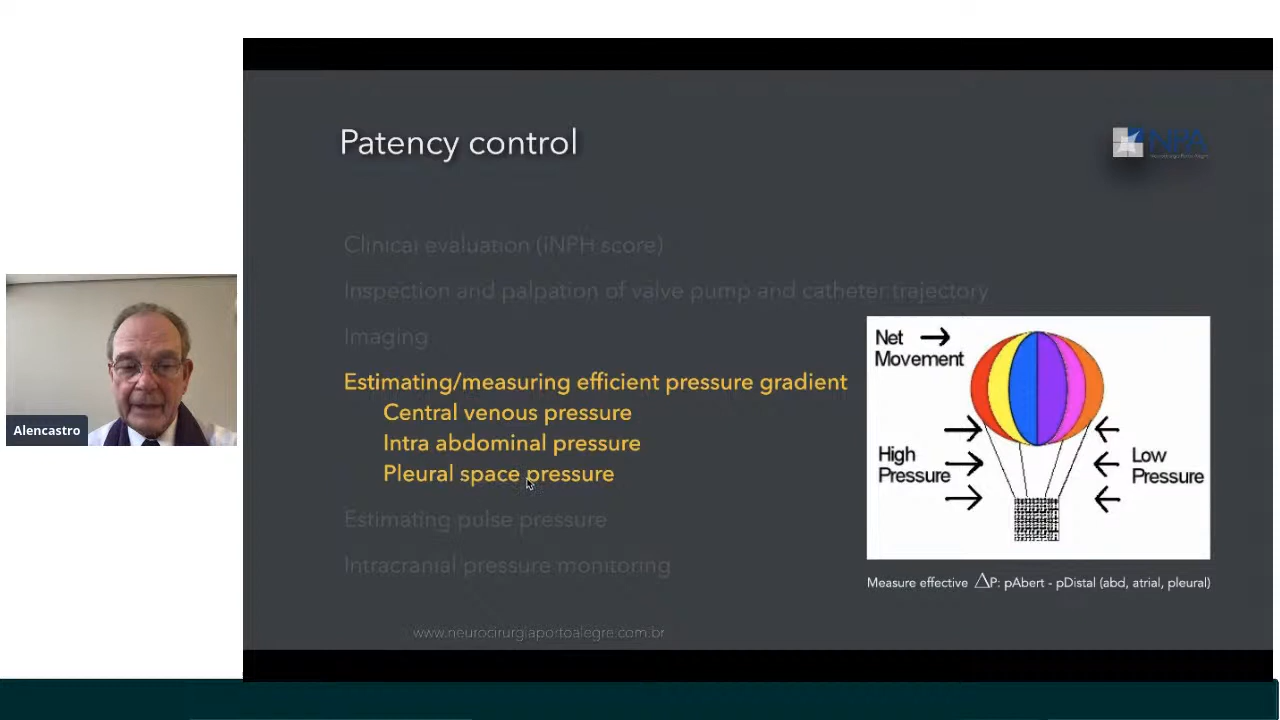 Patency control
NPA
Clinical evaluation (iNPH score)
Inspection and palpation of valve pump and catheter trajectory
Imaging
Estimating/measuring efficient pressure gradient
Central venous pressure
Intra abdominal pressure
Pleural space pressure
Estimating pulse pressure
Intracranial pressure monitoring
Net
Movement
High
Pressure
Low
Pressure
Measure effective △P: pAbert - pDistal (abd, atrial, pleural)
www.neurocirurgiaportoalegre.com.br
Alencastro